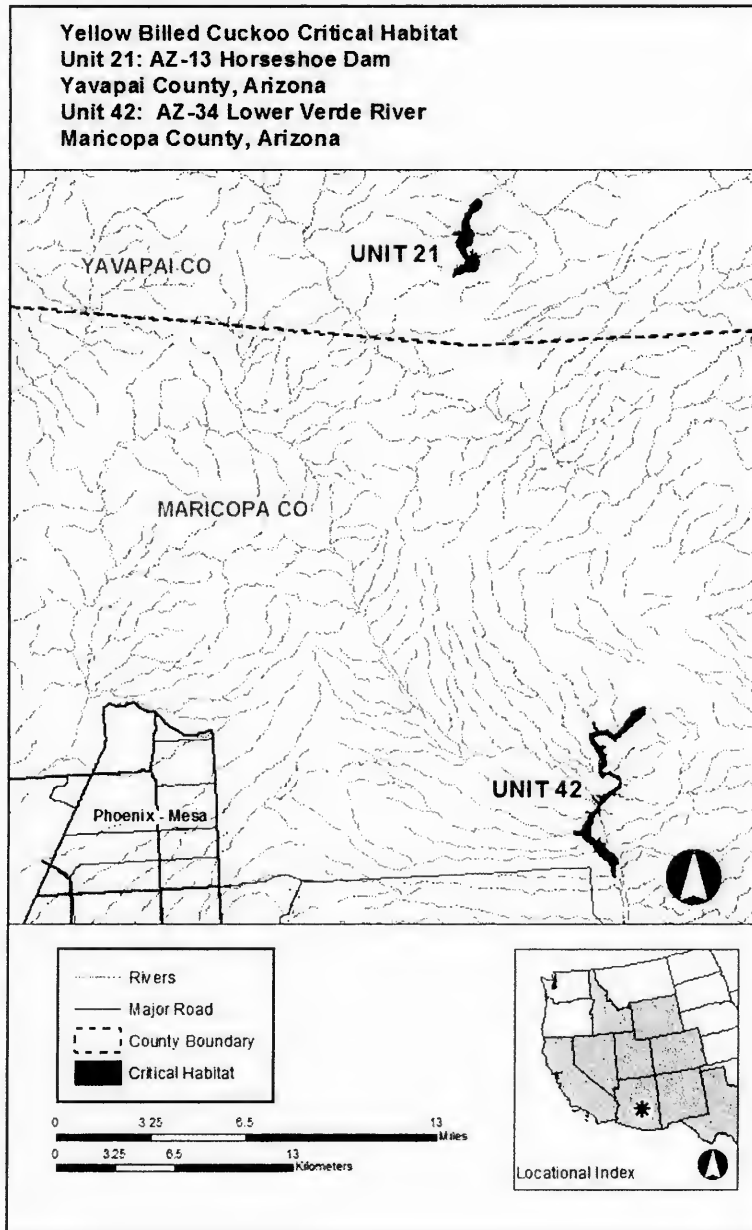 Yellow Billed Cuckoo Critical Habitat
Unit 21: AZ-13 Horseshoe Dam
Yavapai County, Arizona
Unit 42: AZ-34 Lower Verde River
Maricopa County, Arizona
UNIT 21
YAVAPAI CO
MARICOPA CO
UNIT 42
Phoenix - Mesa
Rivers
Major Road
County Boundary
Critical Habitat
0 3.25 6.5 13
Miles
0 3.25 6.5 13
Kilometers
Locational Index